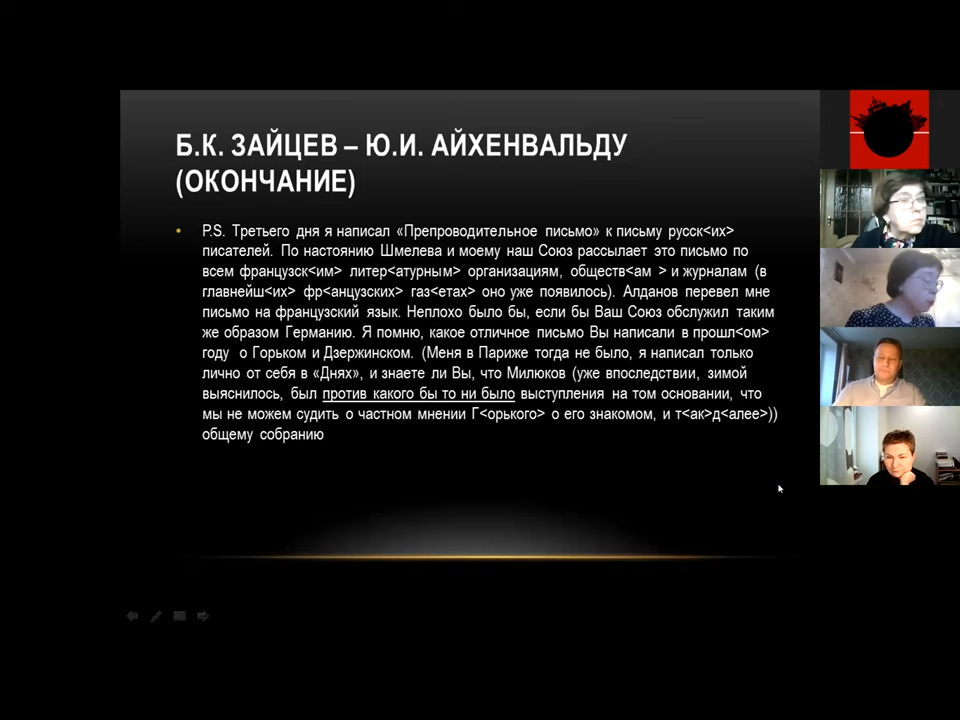 Б.К. ЗАЙЦЕВ – Ю.И. АЙХЕНВАЛЬДУ
(ОКОНЧАНИЕ)
• P.S. Третьего дня я написал «Препроводительное письмо» к письму русск<их>
писателей. По настоянию Шмелева и моему наш Союз рассылает это письмо по
всем французск<им> литер<атурным> организациям, обществ<ам > и журналам (в
главнейш<их> фр<анцузских> газ<етах> оно уже появилось). Алданов перевел мне
письмо на французский язык. Неплохо было бы, если бы Ваш Союз обслужил таким
же образом Германию. Я помню, какое отличное письмо Вы написали в прошл<ом>
году о Горьком и Дзержинском. (Меня в Париже тогда не было, я написал только
лично от себя в «Днях», и знаете ли Вы, что Милюков (уже впоследствии, зимой
выяснилось, был против какого бы то ни было выступления на том основании, что
мы не можем судить о частном мнении Г<орького> о его знакомом, и т<ак>д<алее>))
общему собранию